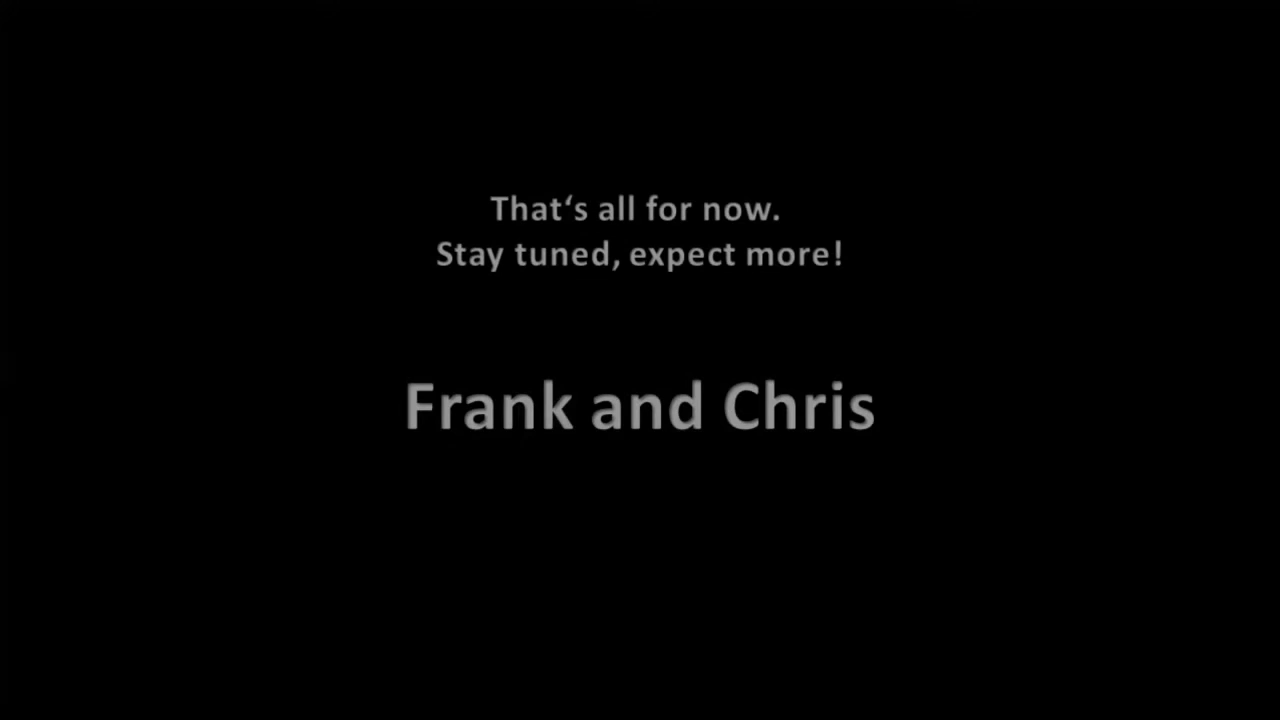 That‘s all for now.
Stay tuned, expect more!
Frank and Chris